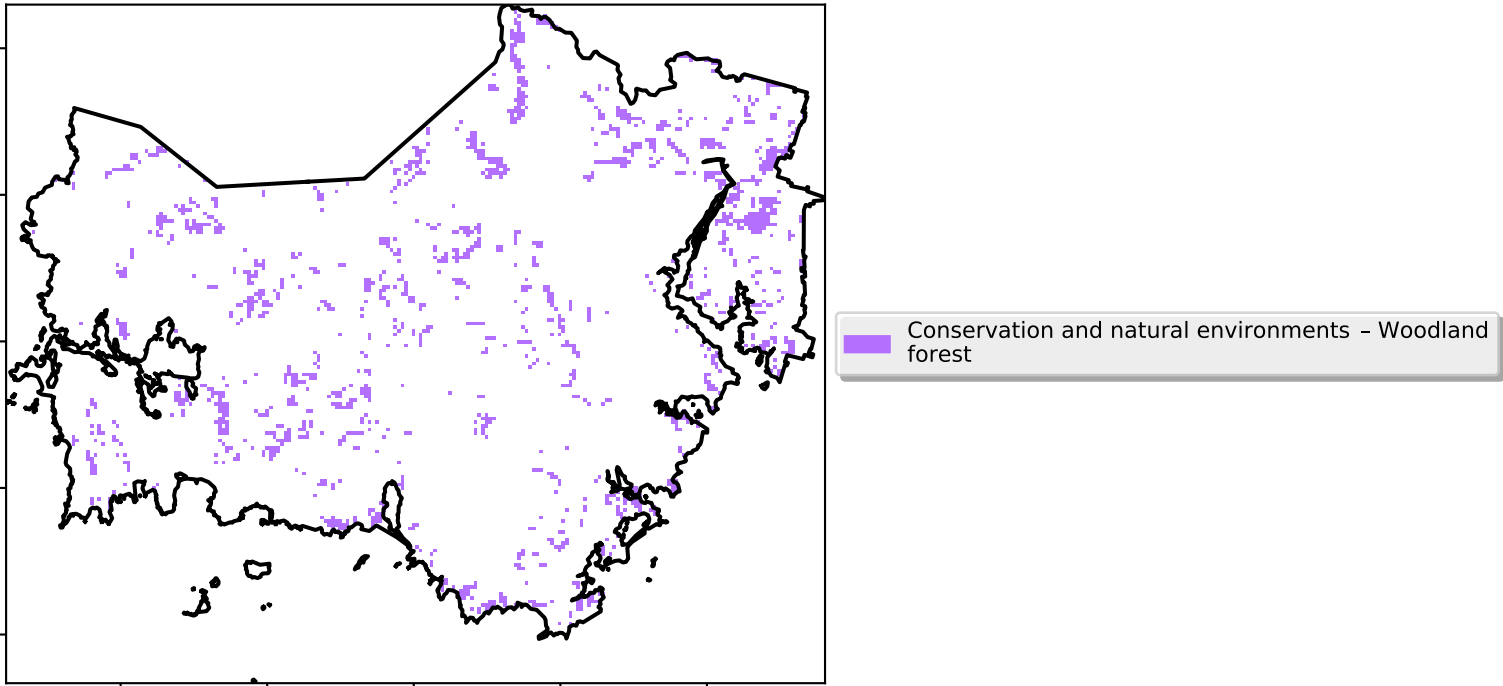 Conservation and natural environments – Woodland
forest